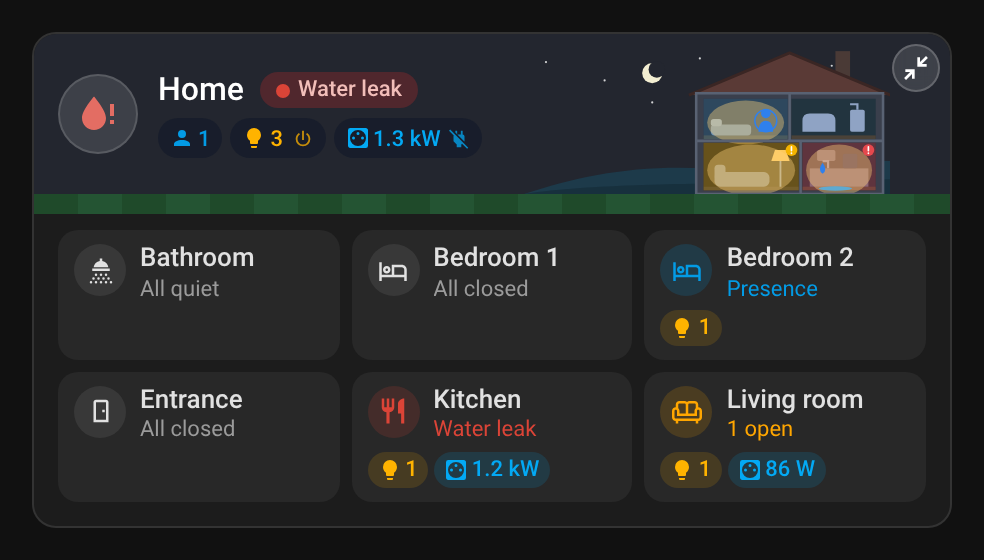 Home
Water leak
1
3
1.3 kW
Bathroom
All quiet
Bedroom 1
All closed
Bedroom 2
Presence
1
Entrance
All closed
Kitchen
Water leak
1
1.2 kW
Living room
1 open
1
86 W